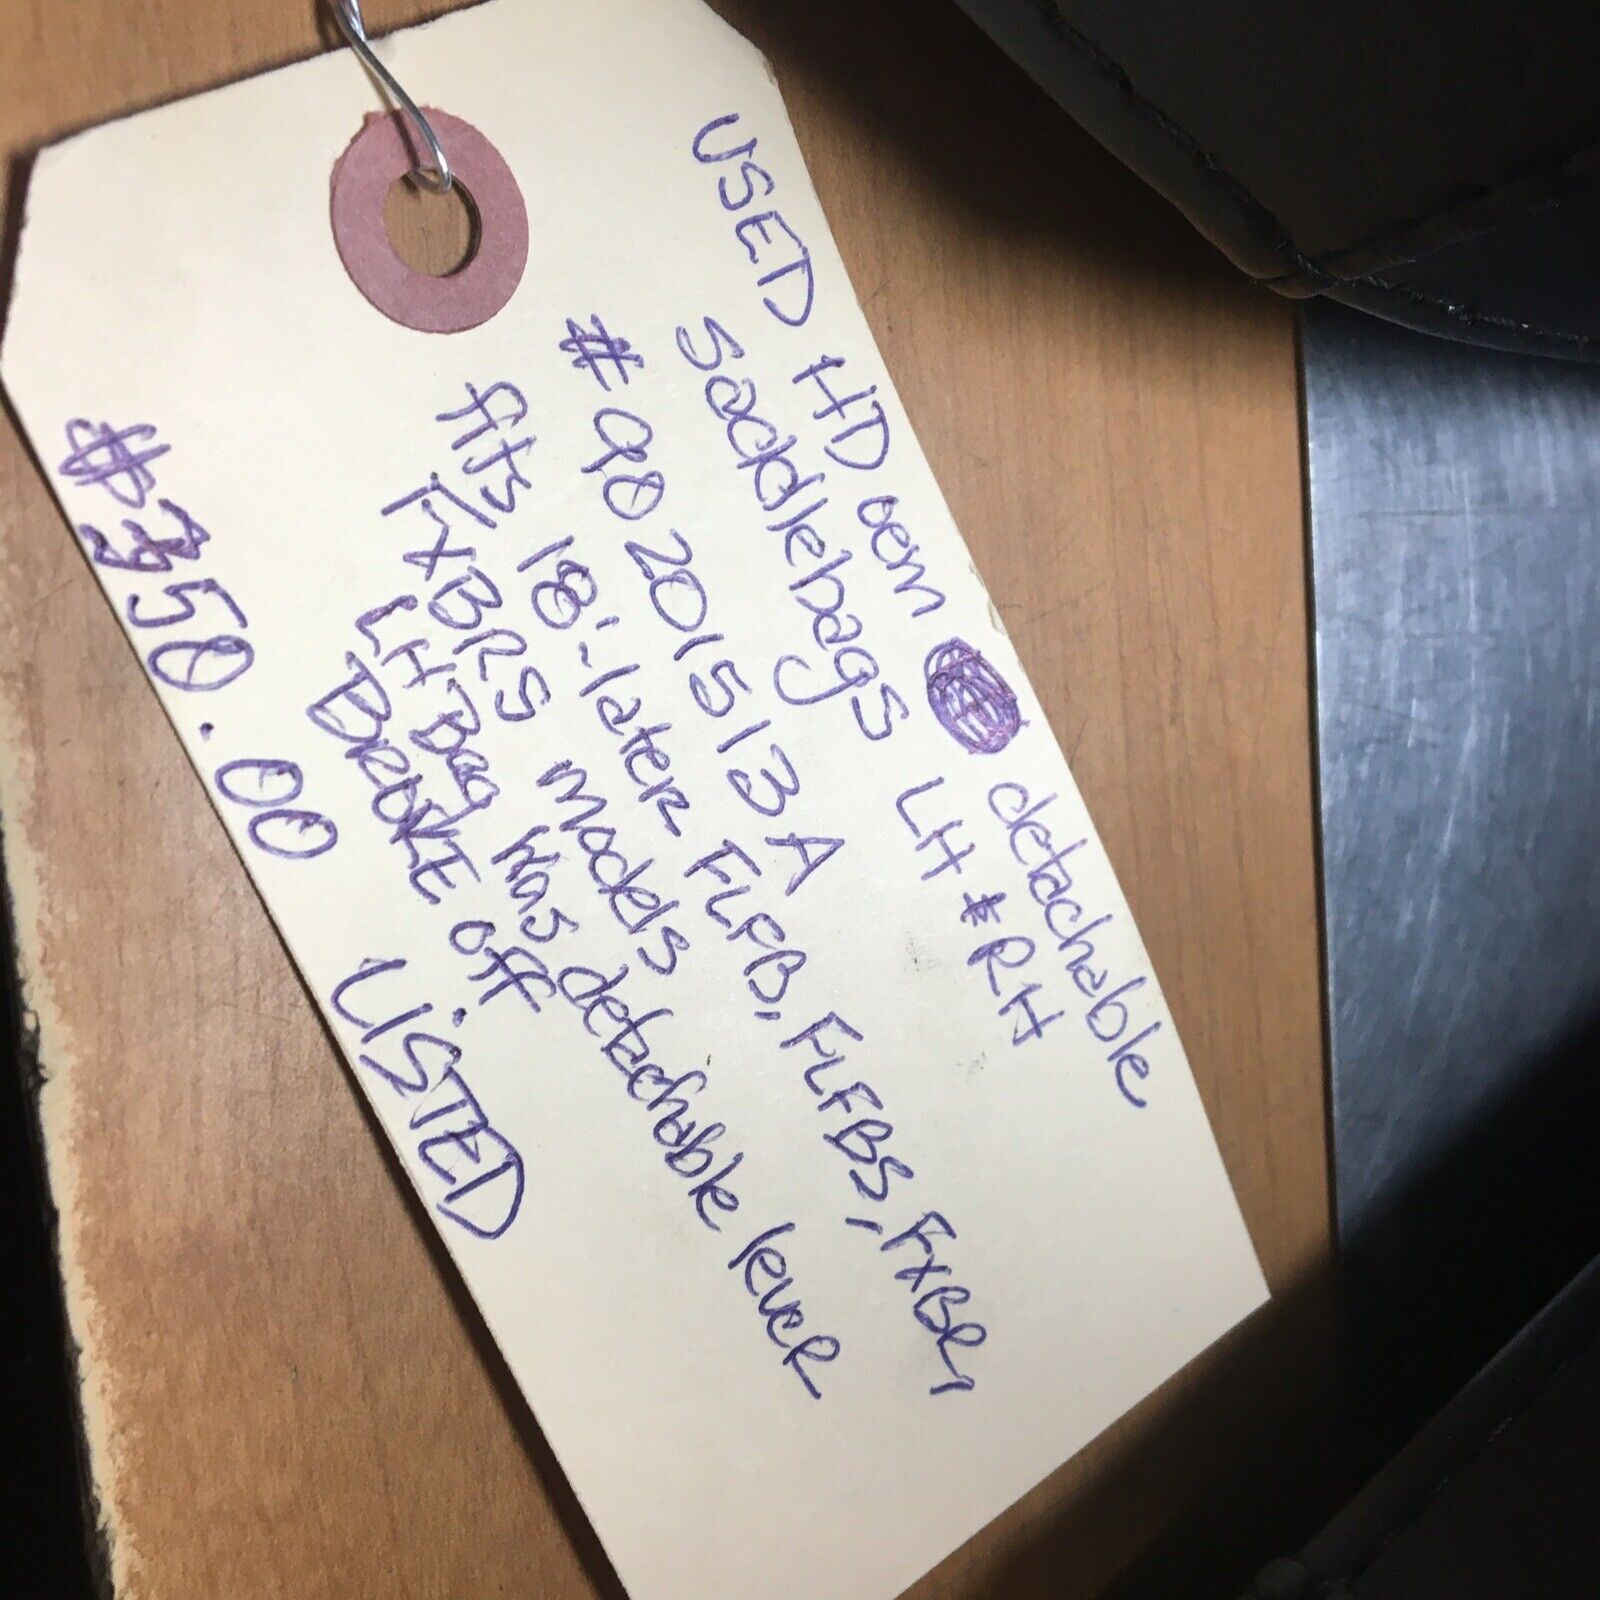 USED HD oem detachable
Saddlebags LH & RH
# 90201513A
fits 18'-later FLFB, FLFBS, FXBR,
FXBRS models
LH Bag has detachable lever
BROKE off
$350.00 LISTED